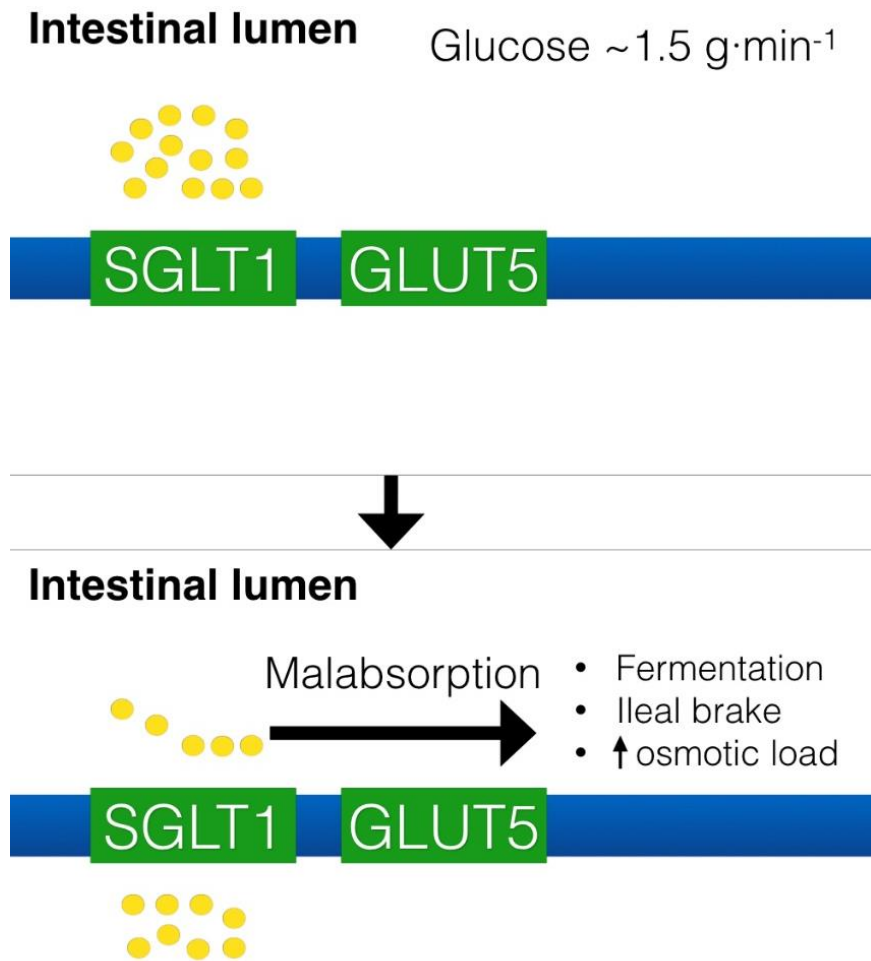 Intestinal lumen
Glucose ~1.5 g·min⁻¹
SGLT1
GLUT5
Intestinal lumen
Malabsorption
• Fermentation
• Ileal brake
• ⬆ osmotic load
SGLT1
GLUT5